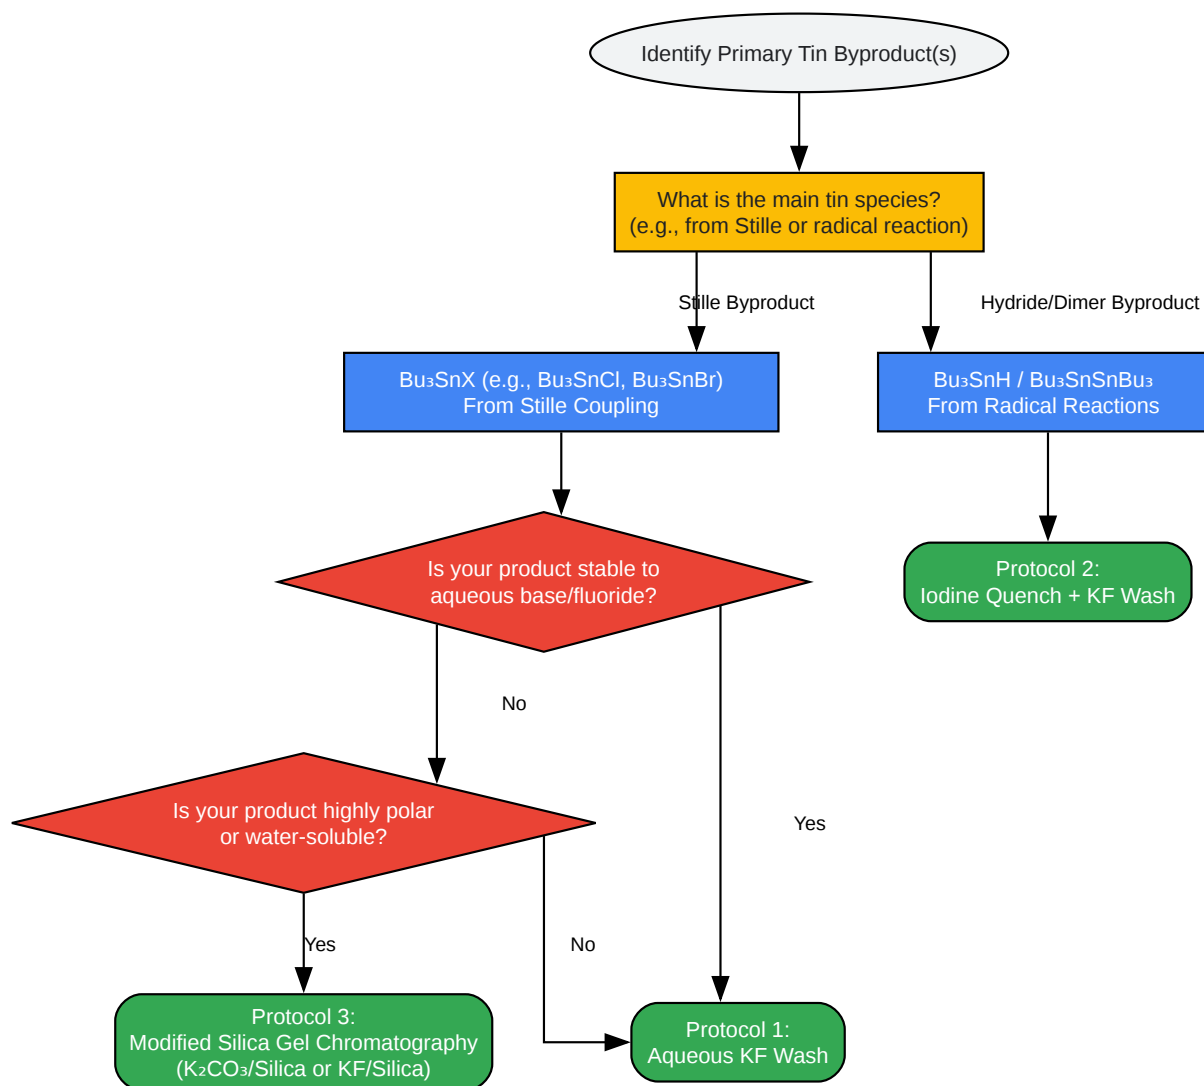 Identify Primary Tin Byproduct(s)
What is the main tin species?
(e.g., from Stille or radical reaction)
Stille Byproduct
Hydride/Dimer Byproduct
Bu₃SnX (e.g., Bu₃SnCl, Bu₃SnBr)
From Stille Coupling
Bu₃SnH / Bu₃SnSnBu₃
From Radical Reactions
Is your product stable to
aqueous base/fluoride?
Protocol 2:
Iodine Quench + KF Wash
No
Is your product highly polar
or water-soluble?
Yes
Yes
No
Protocol 3:
Modified Silica Gel Chromatography
(K₂CO₃/Silica or KF/Silica)
Protocol 1:
Aqueous KF Wash